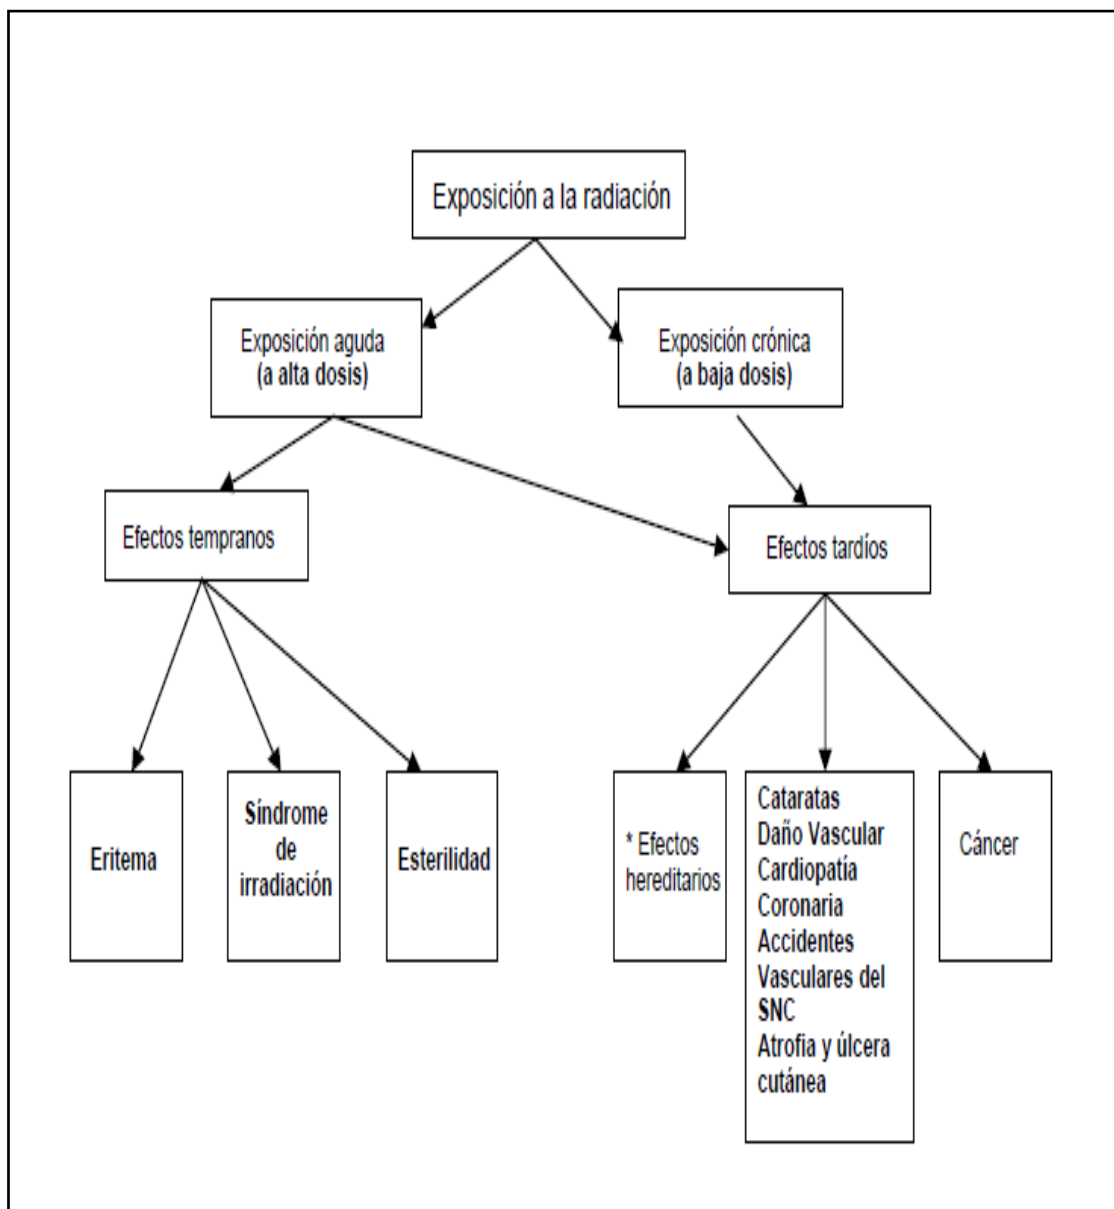 Exposición a la radiación
Exposición aguda
(a alta dosis)
Exposición crónica
(a baja dosis)
Efectos tempranos
Efectos tardíos
Eritema
Síndrome
de
irradiación
Esterilidad
* Efectos
hereditarios
Cataratas
Daño Vascular
Cardiopatía
Coronaria
Accidentes
Vasculares del
SNC
Atrofia y úlcera
cutánea
Cáncer